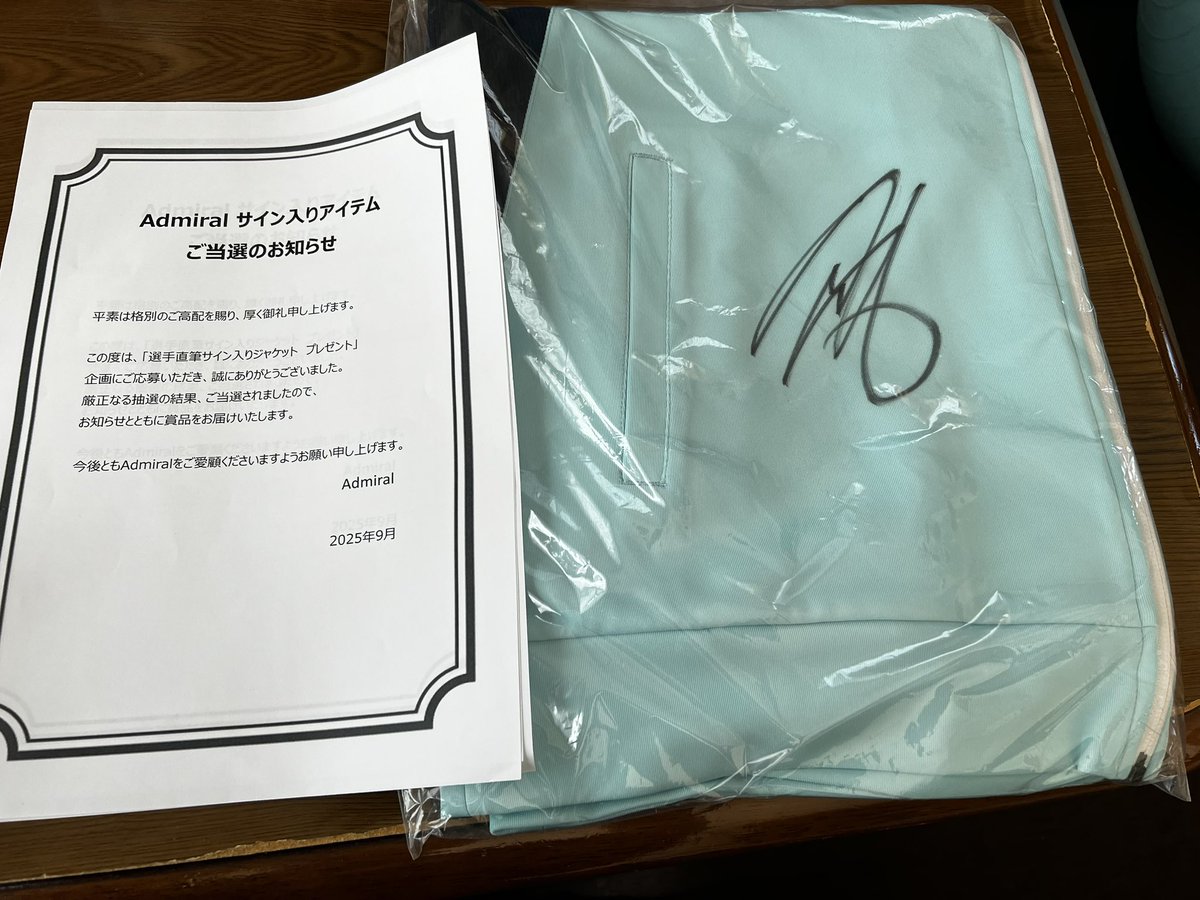 Admiral サイン入りアイテム
ご当選のお知らせ
平素は格別のご高配を賜り、厚く御礼申し上げます。
この度は、「選手直筆サイン入りジャケット プレゼント」
企画にご応募いただき、誠にありがとうございました。
厳正なる抽選の結果、ご当選されましたので、
お知らせとともに賞品をお届けいたします。
今後ともAdmiralをご愛顧くださいますようお願い申し上げます。
Admiral
2025年9月